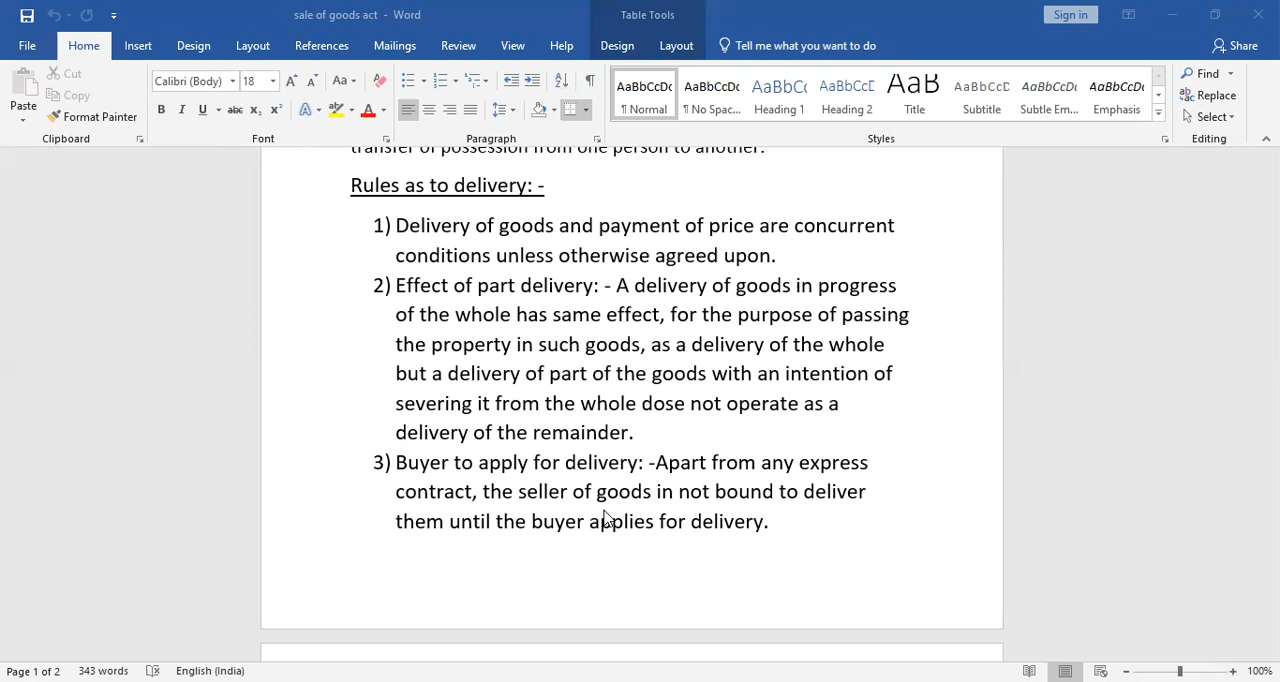 sale of goods act - Word
Table Tools
Sign in
File Home Insert Design Layout References Mailings Review View Help Design Layout Tell me what you want to do Share
Paste
Cut
Copy
Format Painter
Clipboard
Calibri (Body) 18
Font
Paragraph
AaBbCcDc AaBbCcDc AaBbCc AaBbCcC AaB AaBbCcD AaBbCcDc AaBbCcDc
¶ Normal ¶ No Spac... Heading 1 Heading 2 Title Subtitle Subtle Em... Emphasis
Styles
Find
Replace
Select
Editing
transfer of possession from one person to another.
Rules as to delivery: -
1) Delivery of goods and payment of price are concurrent
conditions unless otherwise agreed upon.
2) Effect of part delivery: - A delivery of goods in progress
of the whole has same effect, for the purpose of passing
the property in such goods, as a delivery of the whole
but a delivery of part of the goods with an intention of
severing it from the whole dose not operate as a
delivery of the remainder.
3) Buyer to apply for delivery: -Apart from any express
contract, the seller of goods in not bound to deliver
them until the buyer applies for delivery.
Page 1 of 2 343 words English (India) 100%